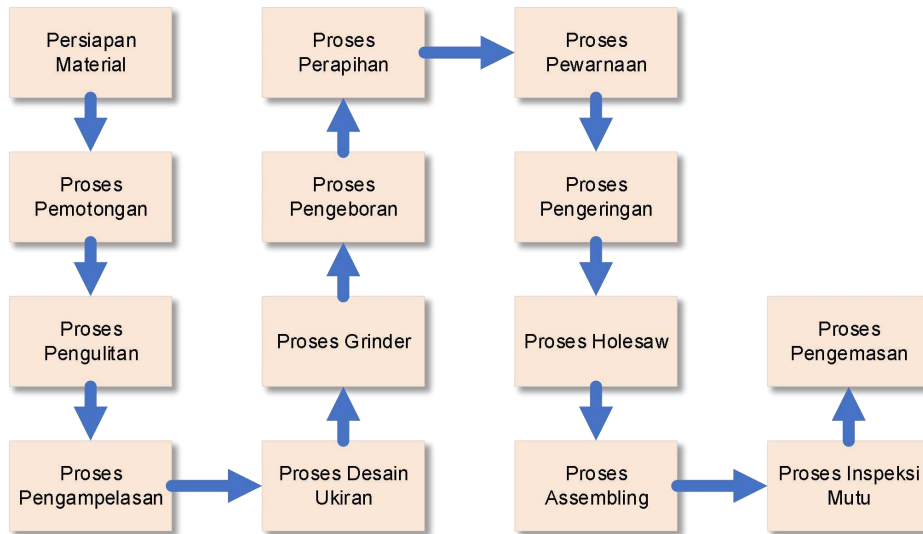 Persiapan
Material
Proses
Pemotongan
Proses
Pengulitan
Proses
Pengampelasan
Proses Desain
Ukiran
Proses Grinder
Proses
Pengeboran
Proses
Perapihan
Proses
Pewarnaan
Proses
Pengeringan
Proses Holesaw
Proses
Assembling
Proses Inspeksi
Mutu
Proses
Pengemasan